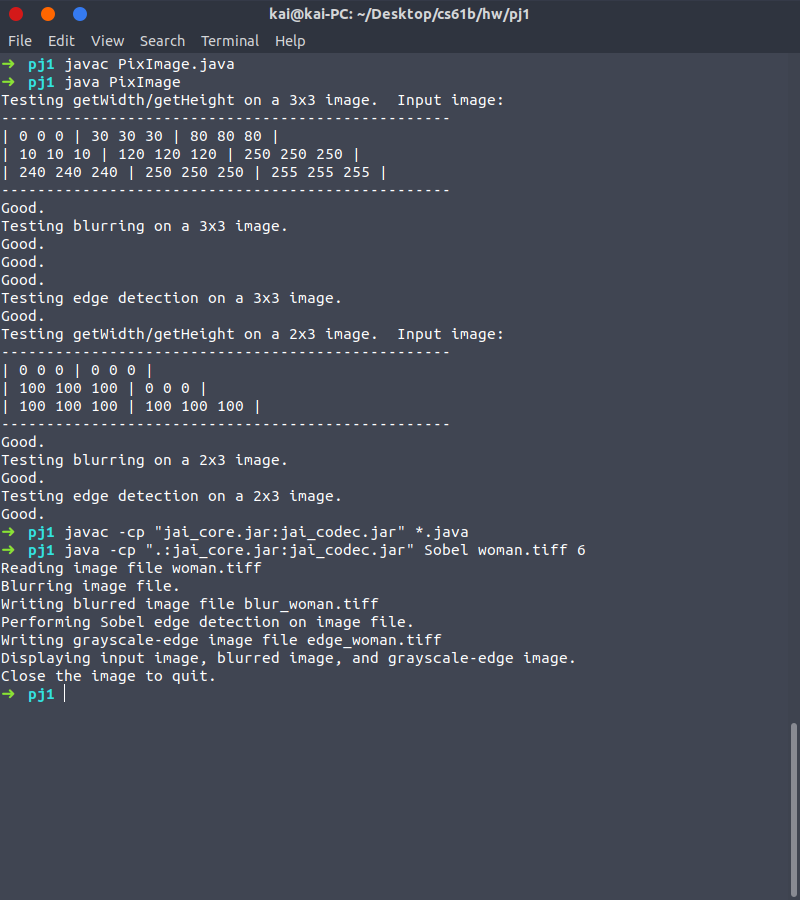 kai@kai-PC: ~/Desktop/cs61b/hw/pj1
File Edit View Search Terminal Help
➜ pj1 javac PixImage.java
➜ pj1 java PixImage
Testing getWidth/getHeight on a 3x3 image.  Input image:
--------------------------------------------------
| 0 0 0 | 30 30 30 | 80 80 80 |
| 10 10 10 | 120 120 120 | 250 250 250 |
| 240 240 240 | 250 250 250 | 255 255 255 |
--------------------------------------------------
Good.
Testing blurring on a 3x3 image.
Good.
Good.
Good.
Testing edge detection on a 3x3 image.
Good.
Testing getWidth/getHeight on a 2x3 image.  Input image:
--------------------------------------------------
| 0 0 0 | 0 0 0 |
| 100 100 100 | 0 0 0 |
| 100 100 100 | 100 100 100 |
--------------------------------------------------
Good.
Testing blurring on a 2x3 image.
Good.
Testing edge detection on a 2x3 image.
Good.
➜ pj1 javac -cp "jai_core.jar:jai_codec.jar" *.java
➜ pj1 java -cp ".:jai_core.jar:jai_codec.jar" Sobel woman.tiff 6
Reading image file woman.tiff
Blurring image file.
Writing blurred image file blur_woman.tiff
Performing Sobel edge detection on image file.
Writing grayscale-edge image file edge_woman.tiff
Displaying input image, blurred image, and grayscale-edge image.
Close the image to quit.
➜ pj1